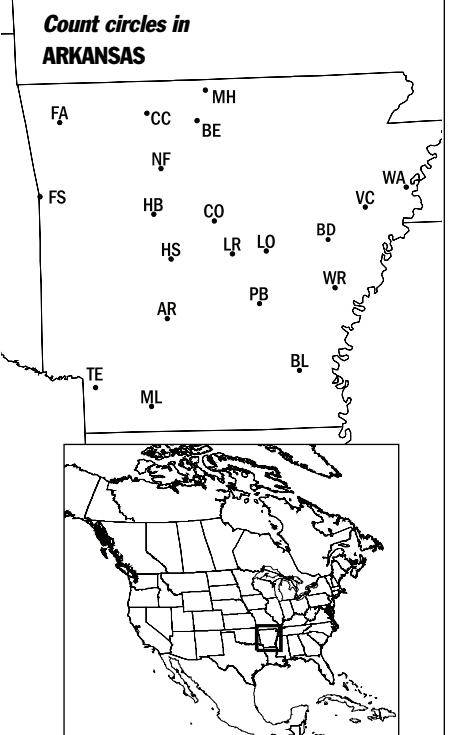 Count circles in
ARKANSAS
MH
FA
CC
BE
NF
WA
FS
VC
HB
CO
BD
HS
LR
LO
WR
PB
AR
BL
TE
ML